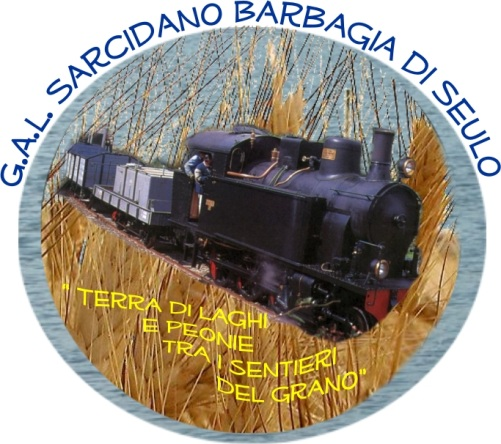 G.A.L. SARCIDANO BARBAGIA DI SEULO
" TERRA DI LAGHI
E PEONIE
TRA I SENTIERI
DEL GRANO"